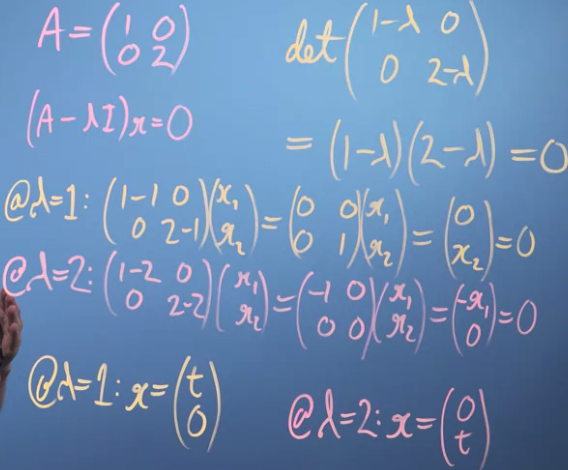 A = (1 0
0 2)
det (1-λ 0
0 2-λ)
(A - λI)x = 0
= (1-λ)(2-λ) = 0
@λ=1: (1-1 0
0 2-1)(x₁
x₂) = (0 0
0 1)(x₁
x₂) = (0
x₂) = 0
@λ=2: (1-2 0
0 2-2)(x₁
x₂) = (-1 0
0 0)(x₁
x₂) = (-x₁
0) = 0
@λ=1: x = (t
0)
@λ=2: x = (0
t)